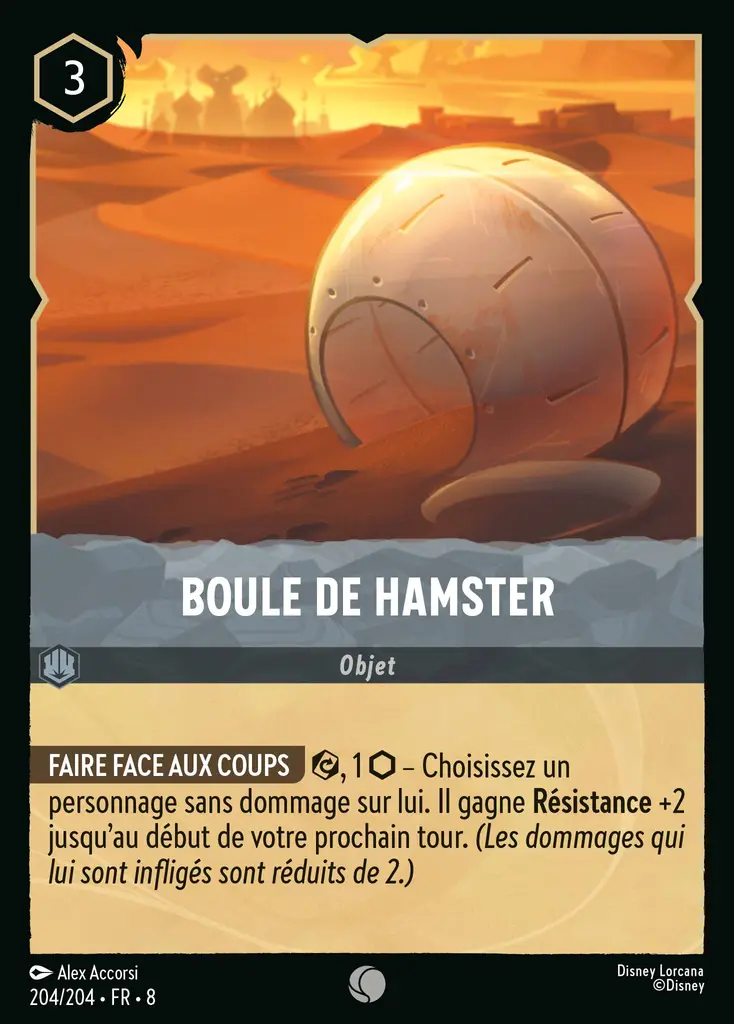 3
BOULE DE HAMSTER
Objet
FAIRE FACE AUX COUPS , 1 – Choisissez un
personnage sans dommage sur lui. Il gagne Résistance +2
jusqu'au début de votre prochain tour. (Les dommages qui
lui sont infligés sont réduits de 2.)
Alex Accorsi
Disney Lorcana
204/204 • FR • 8
©Disney